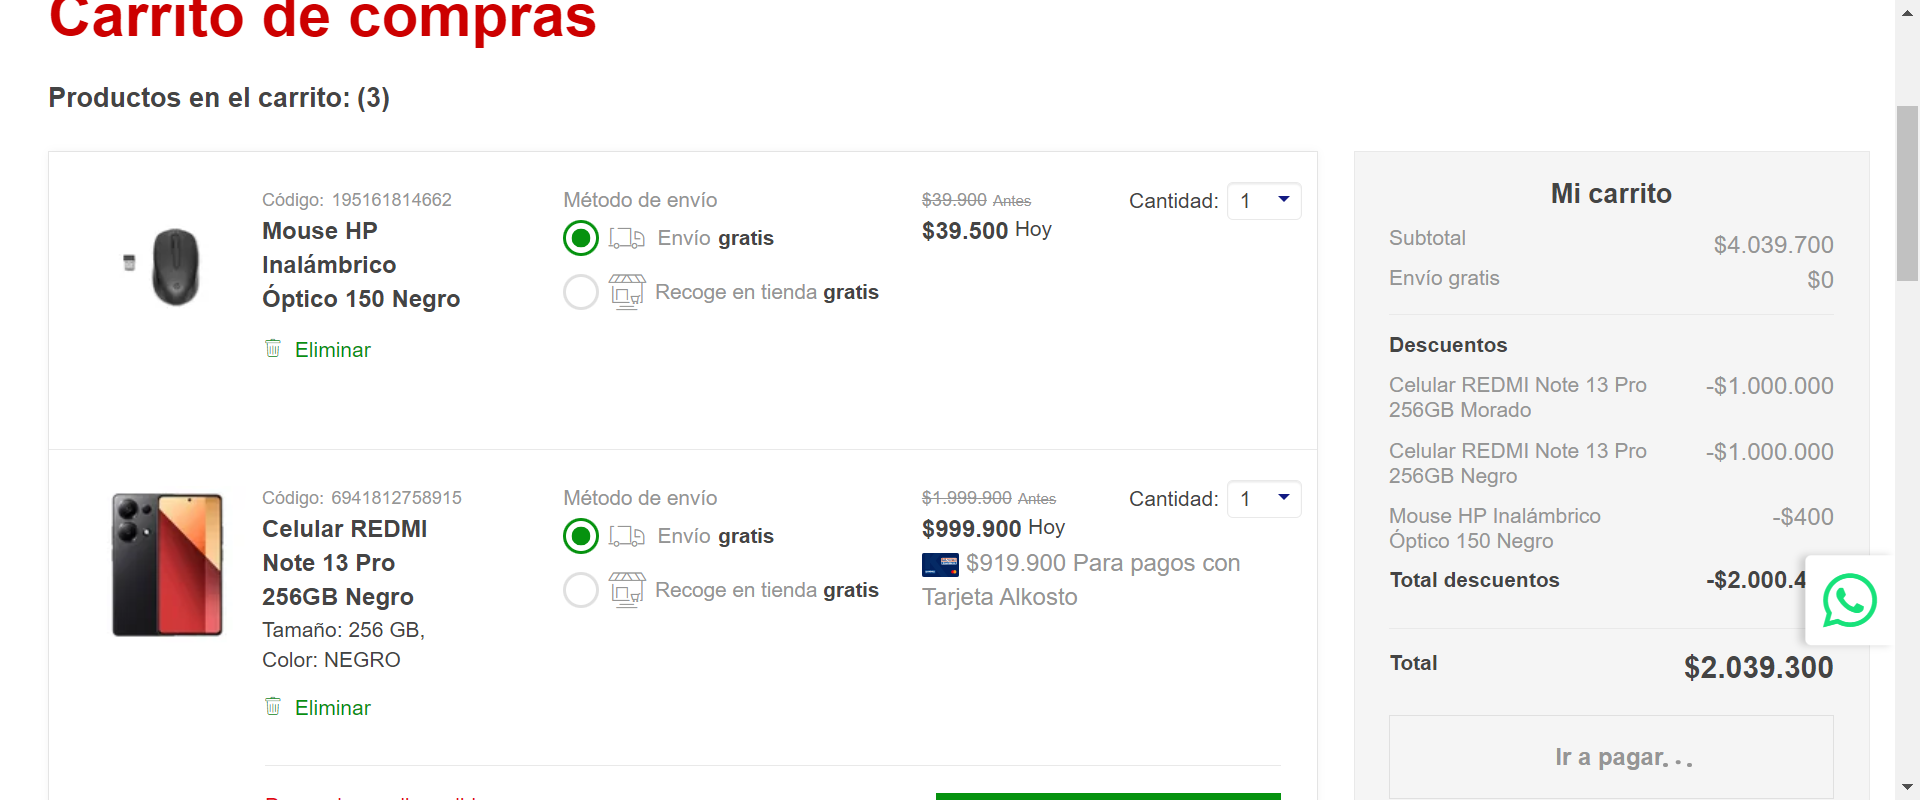 Carrito de compras
Productos en el carrito: (3)
Código: 195161814662
Mouse HP
Inalámbrico
Óptico 150 Negro
Eliminar
Método de envío
Envío gratis
Recoge en tienda gratis
$39.900 Antes
$39.500 Hoy
Cantidad: 1
Código: 6941812758915
Celular REDMI
Note 13 Pro
256GB Negro
Tamaño: 256 GB,
Color: NEGRO
Eliminar
Método de envío
Envío gratis
Recoge en tienda gratis
$1.999.900 Antes
$999.900 Hoy
$919.900 Para pagos con
Tarjeta Alkosto
Cantidad: 1
Mi carrito
Subtotal $4.039.700
Envío gratis $0
Descuentos
Celular REDMI Note 13 Pro -$1.000.000
256GB Morado
Celular REDMI Note 13 Pro -$1.000.000
256GB Negro
Mouse HP Inalámbrico -$400
Óptico 150 Negro
Total descuentos -$2.000.4
Total $2.039.300
Ir a pagar...